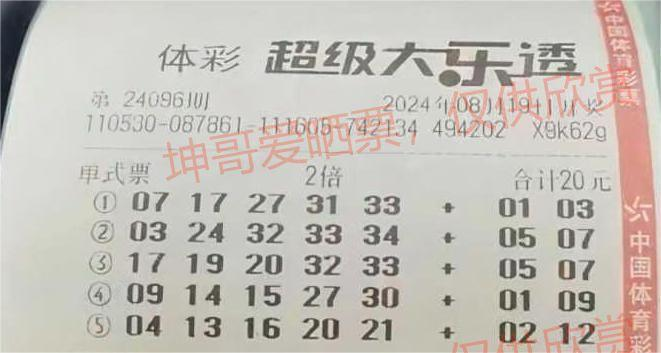 体彩 超级大乐透
第 24096期 2024年08月19日开奖
110530-087861-111605-742134 494202 X9k62g
单式票 2倍 合计20元
① 07 17 27 31 33 + 01 03
② 03 24 32 33 34 + 05 07
③ 17 19 20 32 33 + 05 07
④ 09 14 15 27 30 + 01 09
⑤ 04 13 16 20 21 + 02 12
中国体育彩票
中国体育彩
坤哥爱晒票，仅供欣赏
仅供欣赏